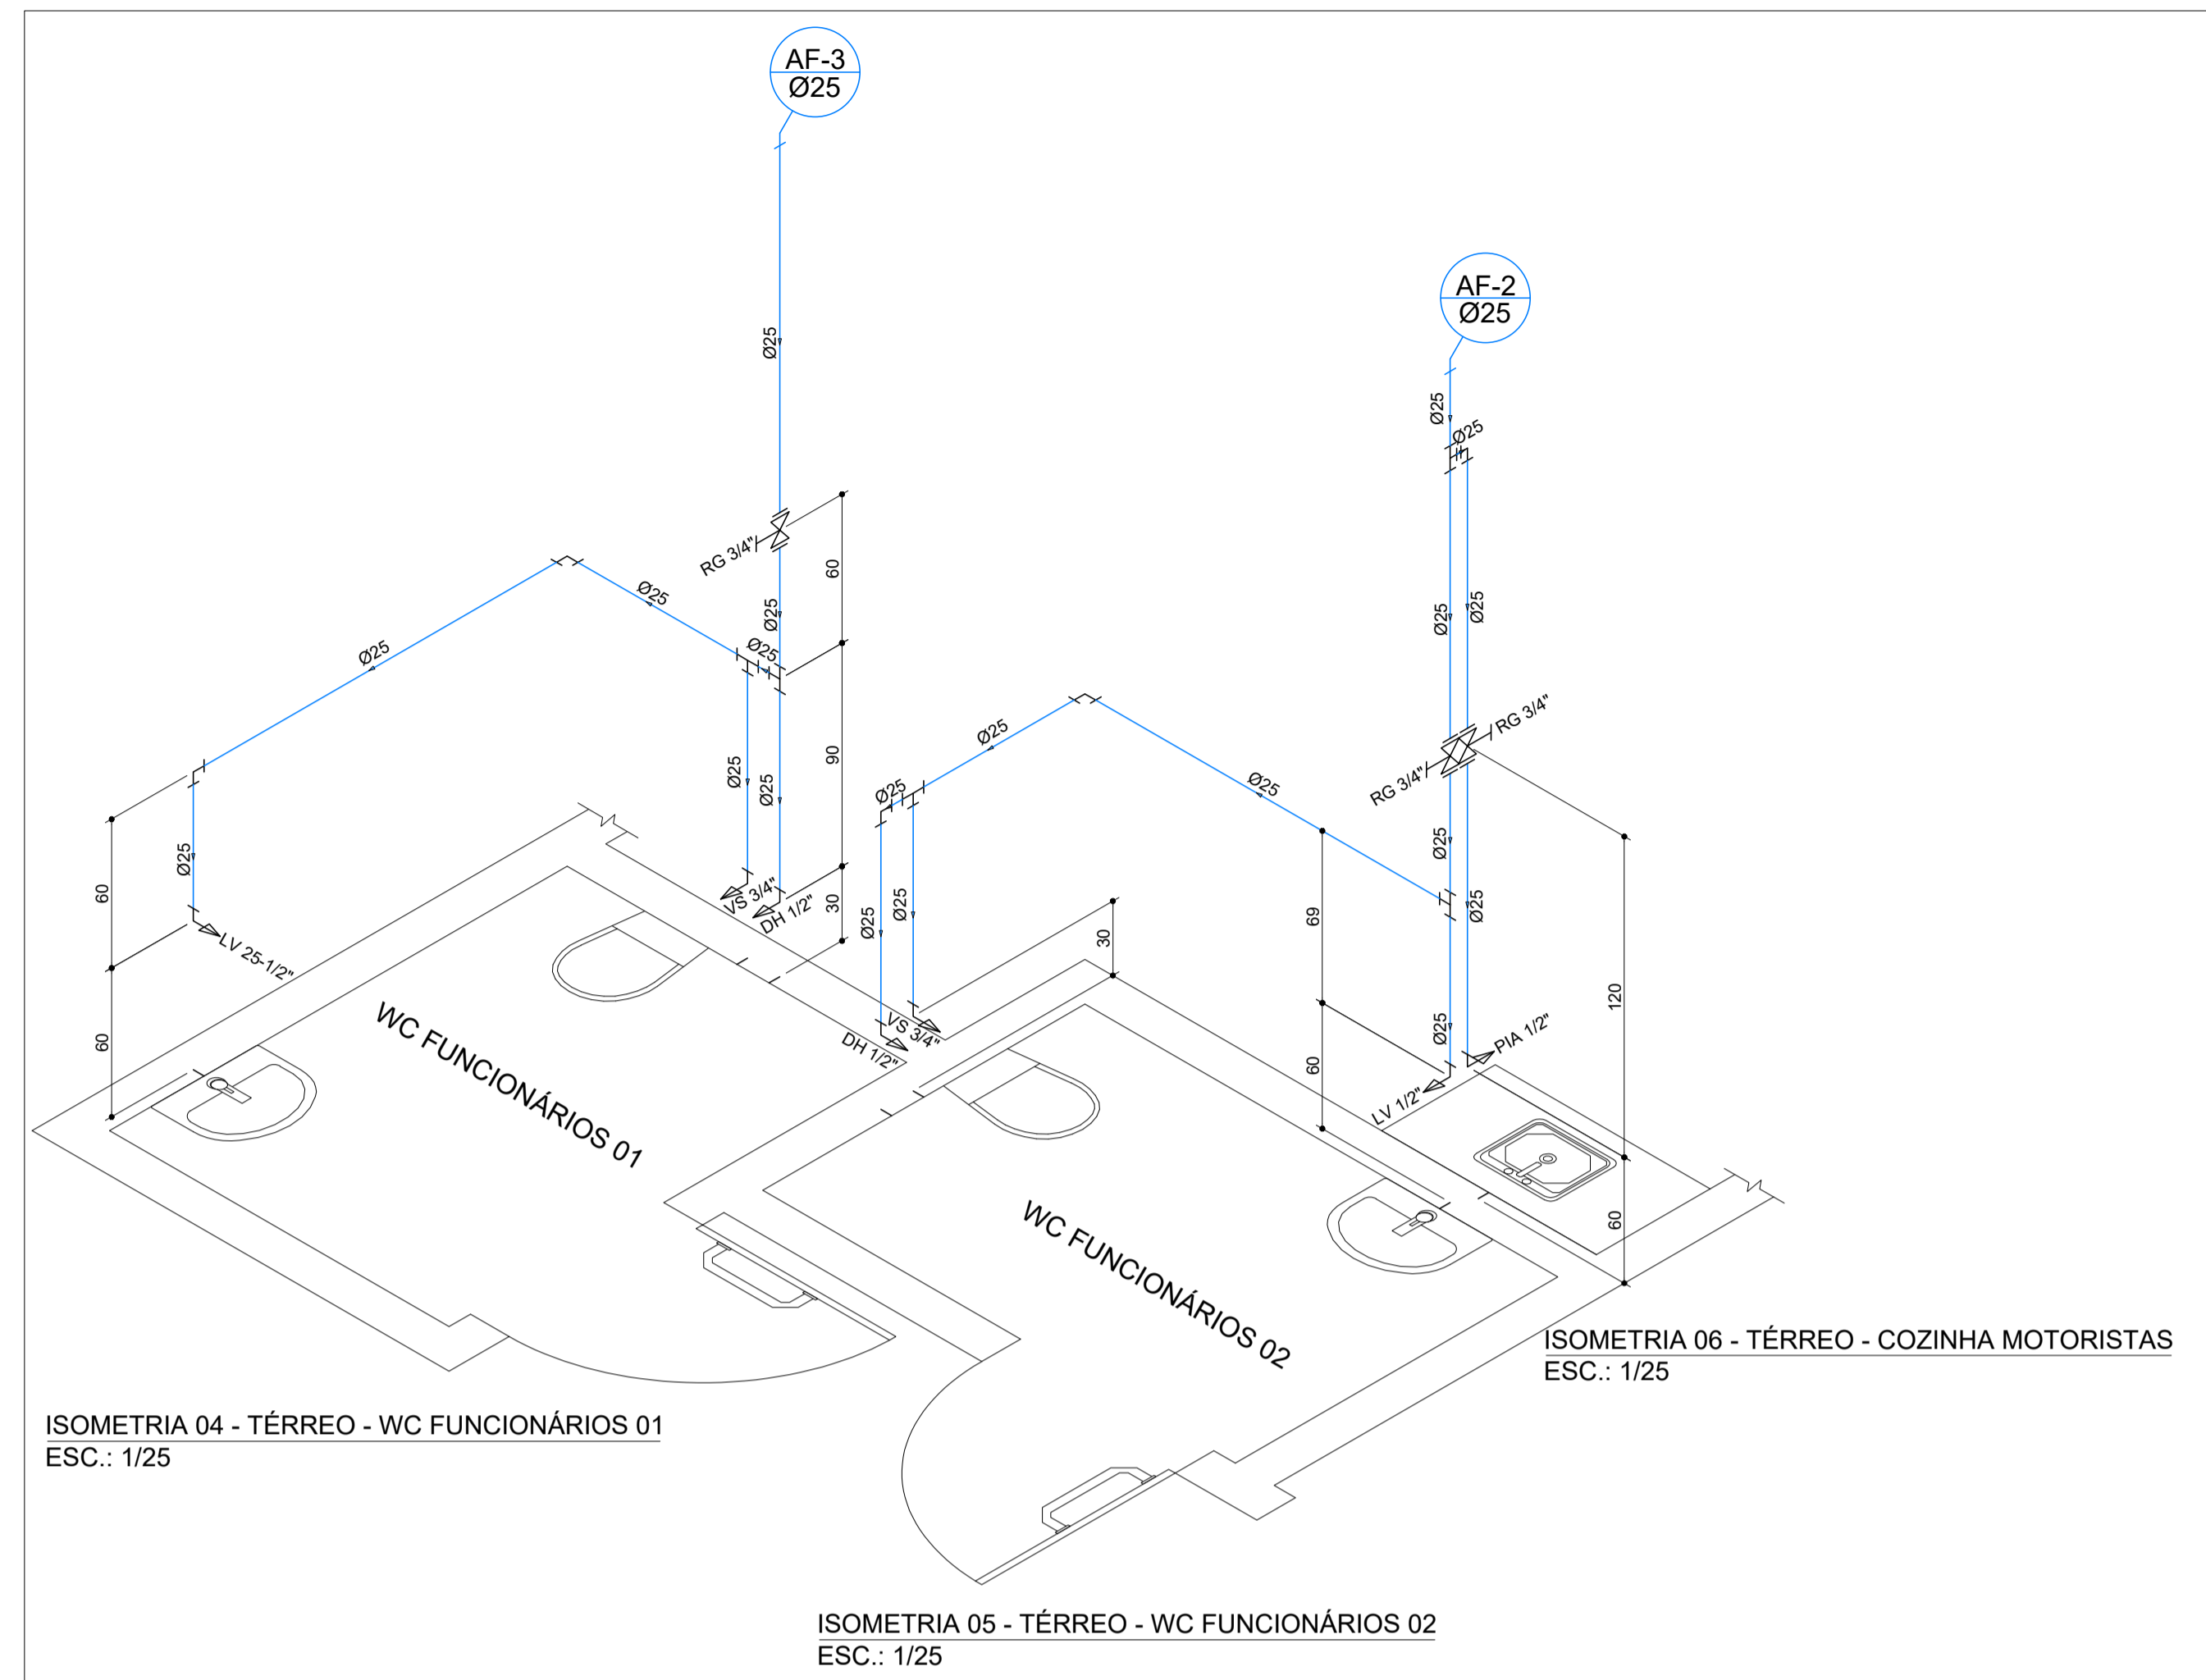 AF-3
Ø25
AF-2
Ø25
Ø25
Ø25
Ø25
RG 3/4"
60
Ø25
Ø25
Ø25
Ø25
Ø25
Ø25
Ø25
RG 3/4"
RG 3/4"
Ø25
Ø25
90
Ø25
Ø25
Ø25
Ø25
60
Ø25
VS 3/4"
DH 1/2"
30
Ø25
Ø25
69
Ø25
Ø25
30
LV 25-1/2"
120
WC FUNCIONÁRIOS 01
60
VS 3/4"
DH 1/2"
Ø25
PIA 1/2"
60
LV 1/2"
60
WC FUNCIONÁRIOS 02
ISOMETRIA 06 - TÉRREO - COZINHA MOTORISTAS
ESC.: 1/25
ISOMETRIA 04 - TÉRREO - WC FUNCIONÁRIOS 01
ESC.: 1/25
ISOMETRIA 05 - TÉRREO - WC FUNCIONÁRIOS 02
ESC.: 1/25